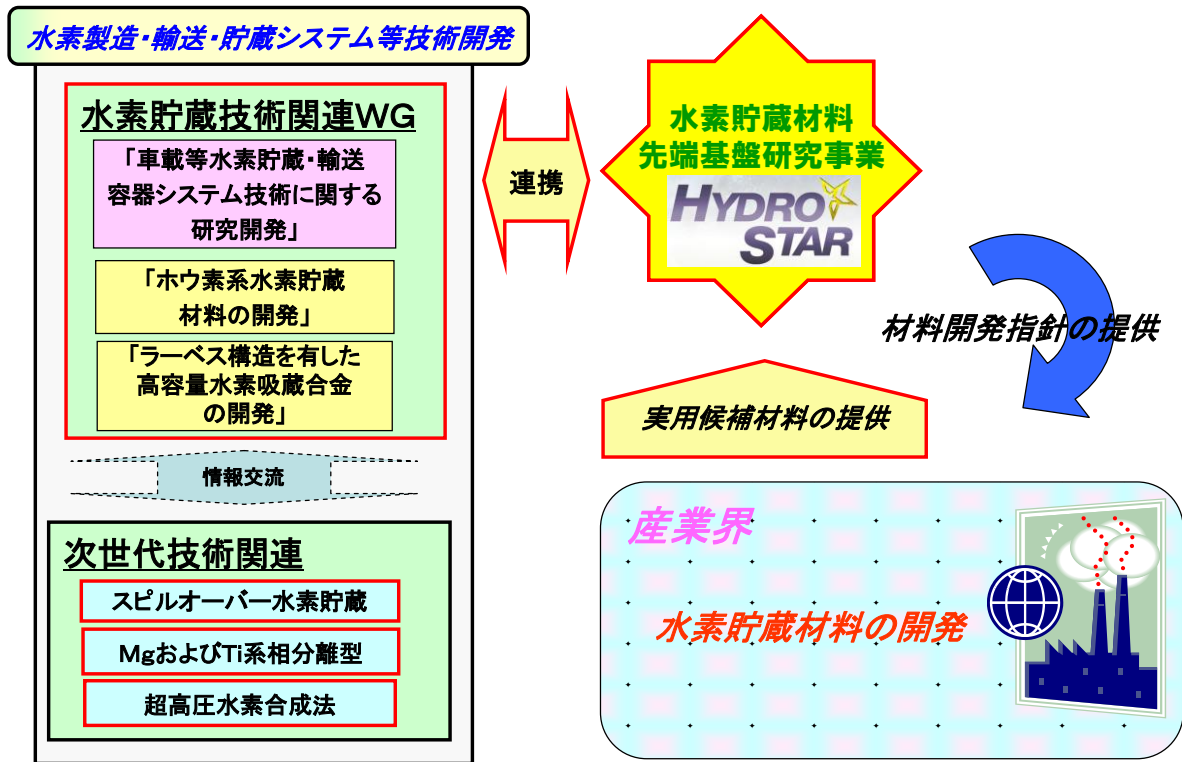 水素製造・輸送・貯蔵システム等技術開発
水素貯蔵技術関連WG
「車載等水素貯蔵・輸送
容器システム技術に関する
研究開発」
「ホウ素系水素貯蔵
材料の開発」
「ラーベス構造を有した
高容量水素吸蔵合金
の開発」
情報交流
次世代技術関連
スピルオーバー水素貯蔵
MgおよびTi系相分離型
超高圧水素合成法
連携
水素貯蔵材料
先端基盤研究事業
HYDRO
STAR
材料開発指針の提供
実用候補材料の提供
産業界
水素貯蔵材料の開発